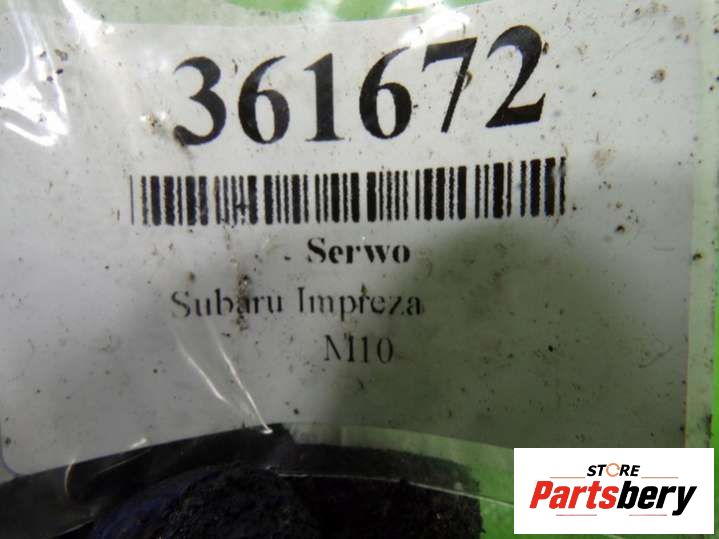 361672
Serwo
Subaru Impreza
M10
STORE
Partsbery